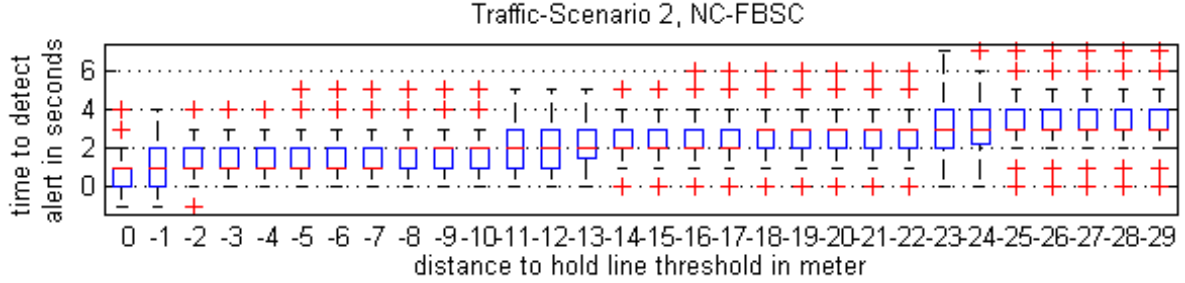 Traffic-Scenario 2, NC-FBSC
time to detect
alert in seconds
6
4
2
0
0 -1 -2 -3 -4 -5 -6 -7 -8 -9 -10-11-12-13-14-15-16-17-18-19-20-21-22-23-24-25-26-27-28-29
distance to hold line threshold in meter